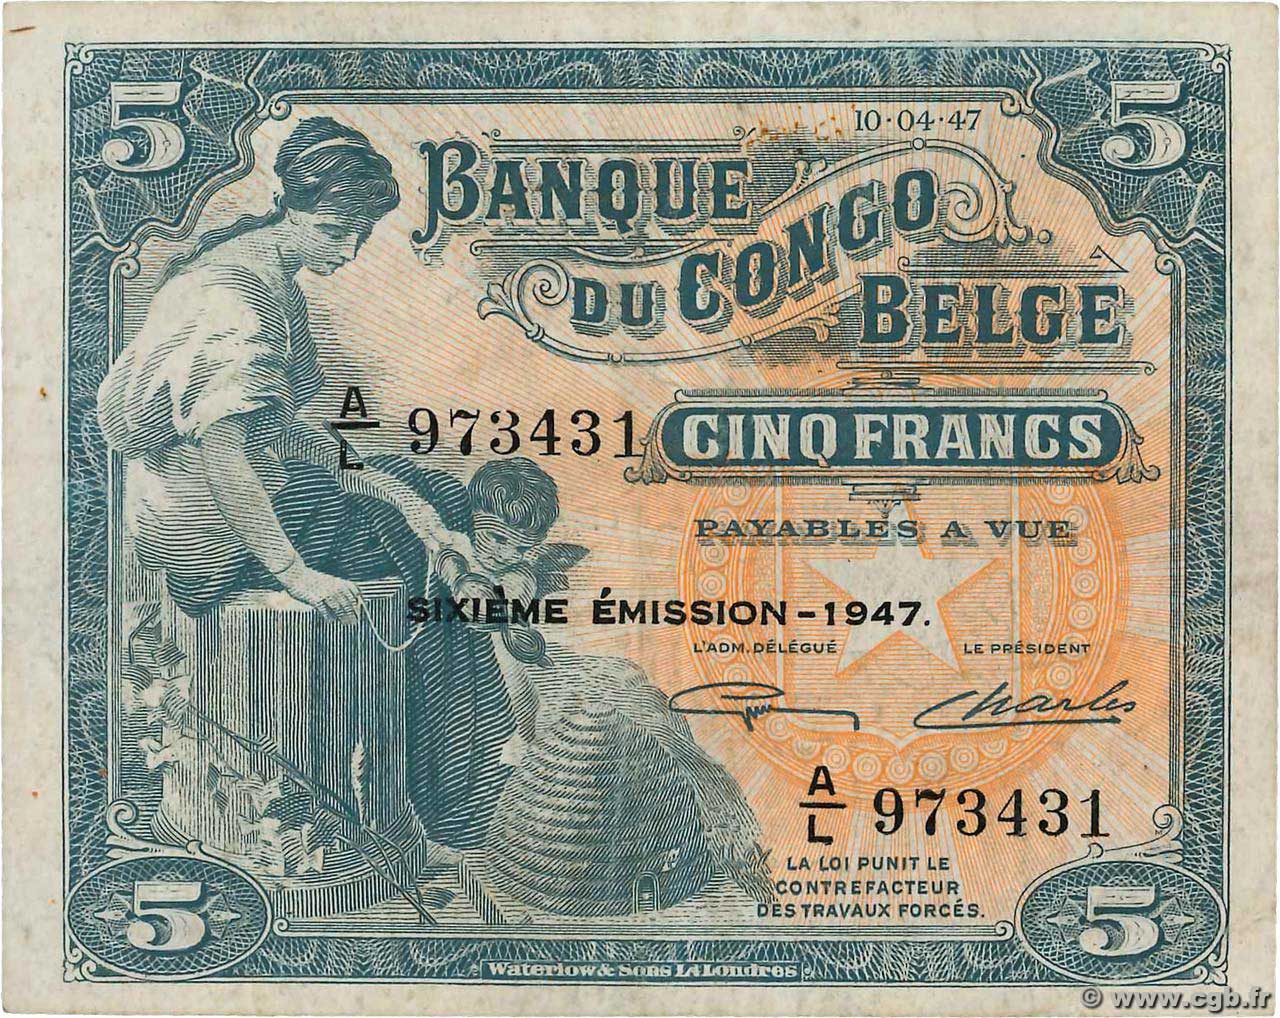 5
5
10·04·47
BANQUE
DU CONGO
BELGE
A/L 973431
CINQ FRANCS
PAYABLES A VUE
SIXIÈME ÉMISSION – 1947.
L'ADM. DÉLÉGUÉ
LE PRÉSIDENT
Charles
A/L 973431
LA LOI PUNIT LE
CONTREFACTEUR
DES TRAVAUX FORCÉS.
5
5
Waterlow & Sons Ld Londres
© www.cgb.fr